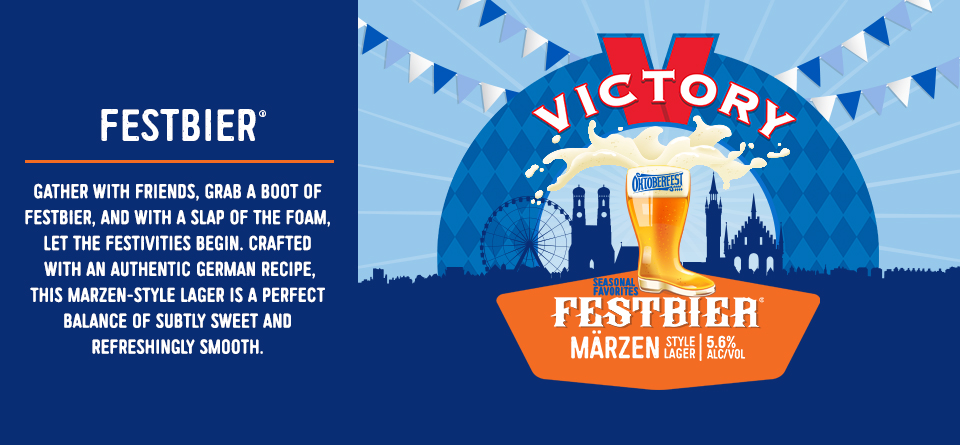 FESTBIER®
GATHER WITH FRIENDS, GRAB A BOOT OF
FESTBIER, AND WITH A SLAP OF THE FOAM,
LET THE FESTIVITIES BEGIN. CRAFTED
WITH AN AUTHENTIC GERMAN RECIPE,
THIS MARZEN-STYLE LAGER IS A PERFECT
BALANCE OF SUBTLY SWEET AND
REFRESHINGLY SMOOTH.
V
VICTORY
OKTOBERFEST
SEASONAL
FAVORITES
FESTBIER®
MÄRZEN STYLE LAGER | 5.6% ALC/VOL